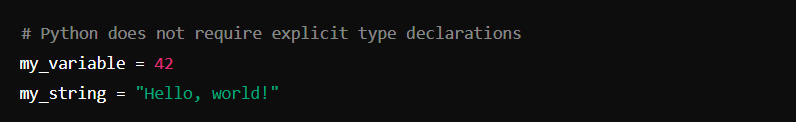 # Python does not require explicit type declarations
my_variable = 42
my_string = "Hello, world!"